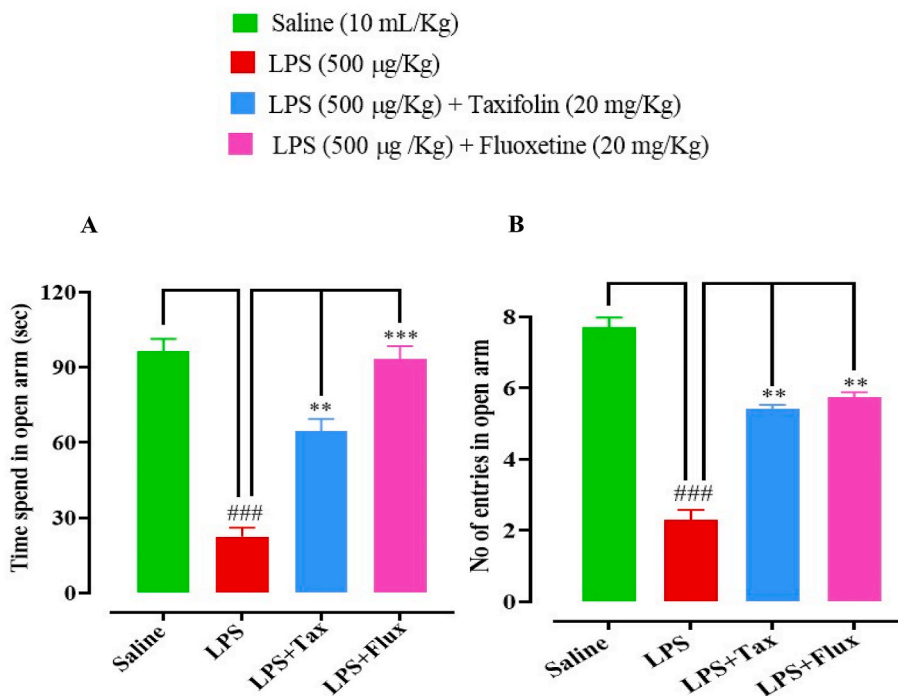 Saline (10 mL/Kg)
LPS (500 μg/Kg)
LPS (500 μg/Kg) + Taxifolin (20 mg/Kg)
LPS (500 μg /Kg) + Fluoxetine (20 mg/Kg)
A
Time spend in open arm (sec)
120
90
60
30
0
###
**
***
Saline
LPS
LPS+Tax
LPS+Flux
B
No of entries in open arm
8
6
4
2
0
###
**
**
Saline
LPS
LPS+Tax
LPS+Flux